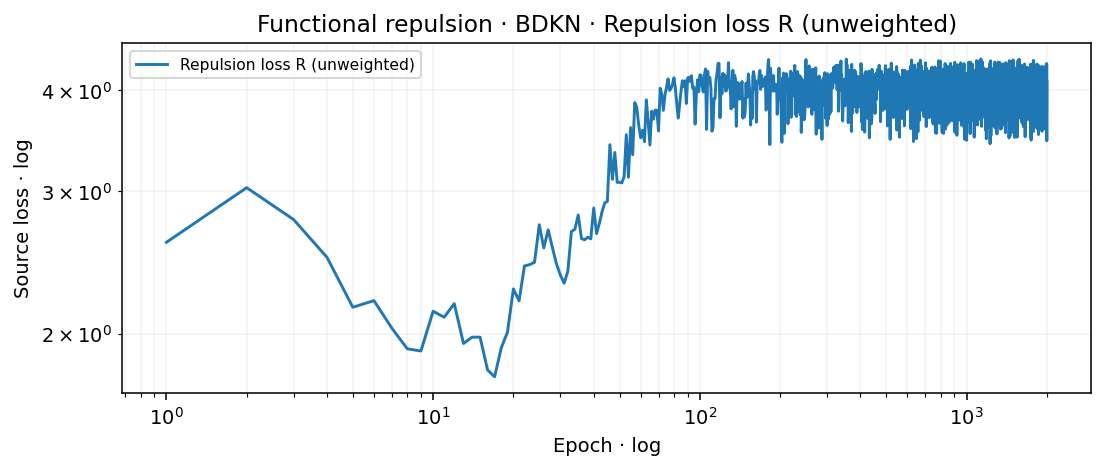 Functional repulsion · BDKN · Repulsion loss R (unweighted)
Repulsion loss R (unweighted)
Source loss · log
4 × 10⁰
3 × 10⁰
2 × 10⁰
10⁰ 10¹ 10² 10³
Epoch · log